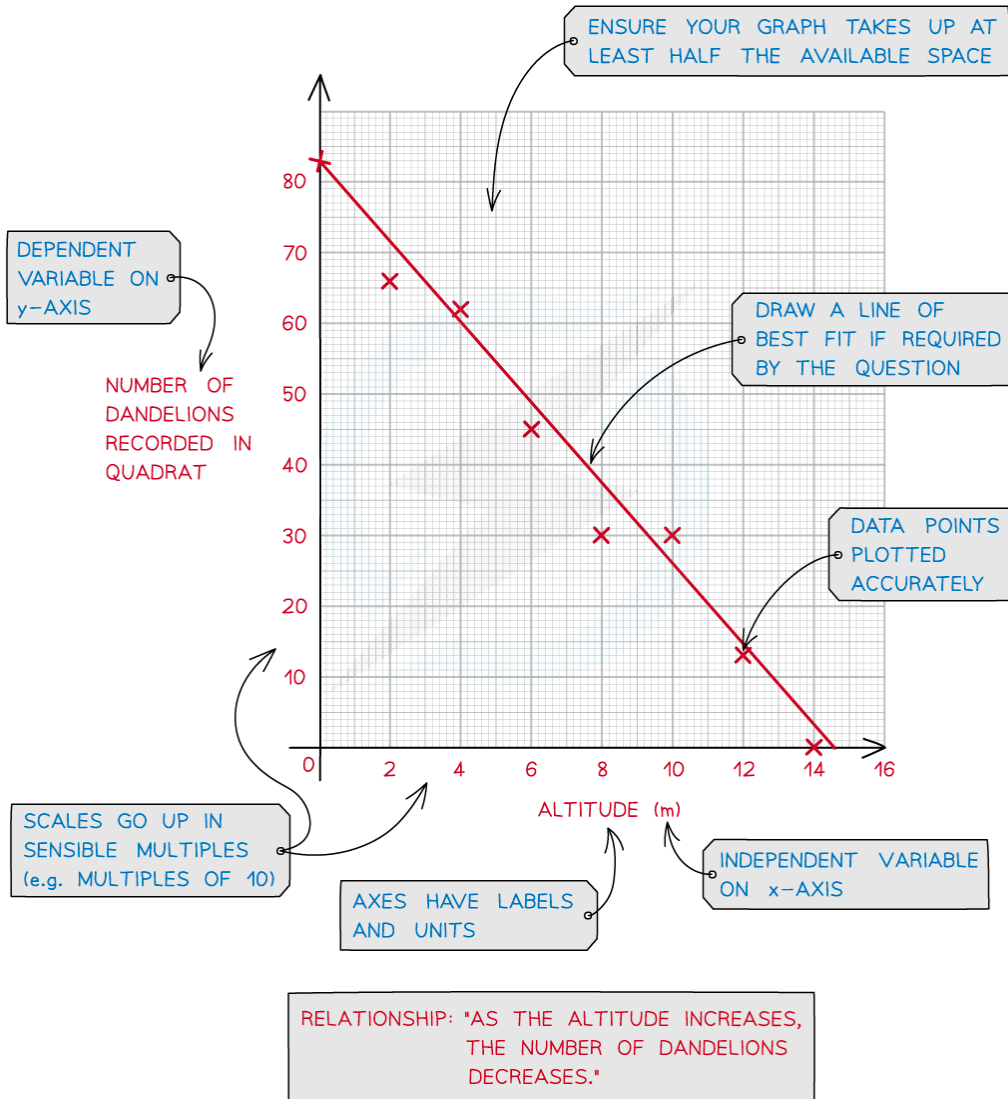 ENSURE YOUR GRAPH TAKES UP AT
LEAST HALF THE AVAILABLE SPACE
DEPENDENT
VARIABLE ON
y-AXIS
NUMBER OF
DANDELIONS
RECORDED IN
QUADRAT
80
70
60
50
40
30
20
10
0
2 4 6 8 10 12 14 16
ALTITUDE (m)
DRAW A LINE OF
BEST FIT IF REQUIRED
BY THE QUESTION
DATA POINTS
PLOTTED
ACCURATELY
SCALES GO UP IN
SENSIBLE MULTIPLES
(e.g. MULTIPLES OF 10)
AXES HAVE LABELS
AND UNITS
INDEPENDENT VARIABLE
ON x-AXIS
RELATIONSHIP: "AS THE ALTITUDE INCREASES,
THE NUMBER OF DANDELIONS
DECREASES."